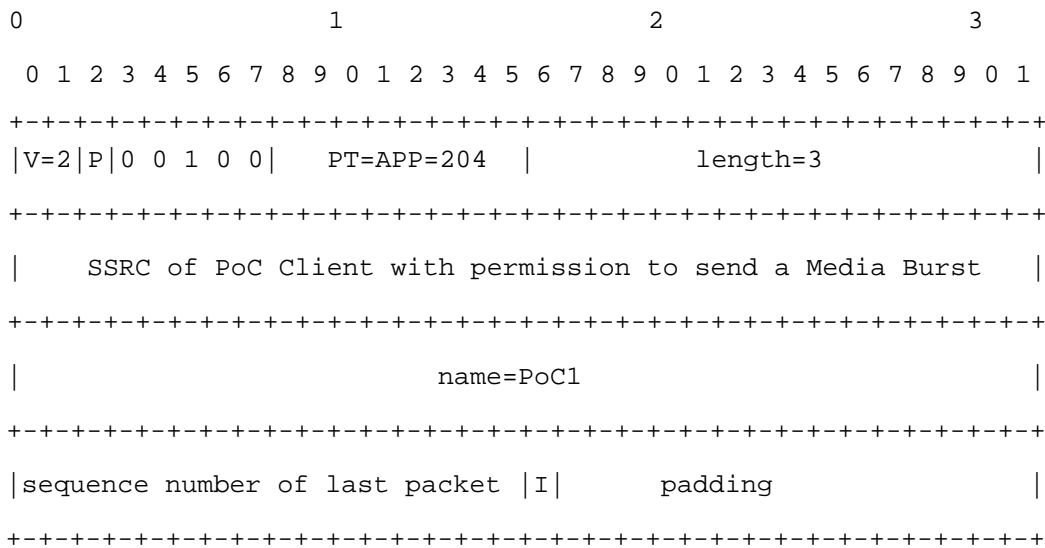 0                   1                   2                   3
 0 1 2 3 4 5 6 7 8 9 0 1 2 3 4 5 6 7 8 9 0 1 2 3 4 5 6 7 8 9 0 1
+-+-+-+-+-+-+-+-+-+-+-+-+-+-+-+-+-+-+-+-+-+-+-+-+-+-+-+-+-+-+-+-+
|V=2|P|0 0 1 0 0|   PT=APP=204  |          length=3             |
+-+-+-+-+-+-+-+-+-+-+-+-+-+-+-+-+-+-+-+-+-+-+-+-+-+-+-+-+-+-+-+-+
|    SSRC of PoC Client with permission to send a Media Burst   |
+-+-+-+-+-+-+-+-+-+-+-+-+-+-+-+-+-+-+-+-+-+-+-+-+-+-+-+-+-+-+-+-+
|                          name=PoC1                            |
+-+-+-+-+-+-+-+-+-+-+-+-+-+-+-+-+-+-+-+-+-+-+-+-+-+-+-+-+-+-+-+-+
|sequence number of last packet |I|      padding                |
+-+-+-+-+-+-+-+-+-+-+-+-+-+-+-+-+-+-+-+-+-+-+-+-+-+-+-+-+-+-+-+-+